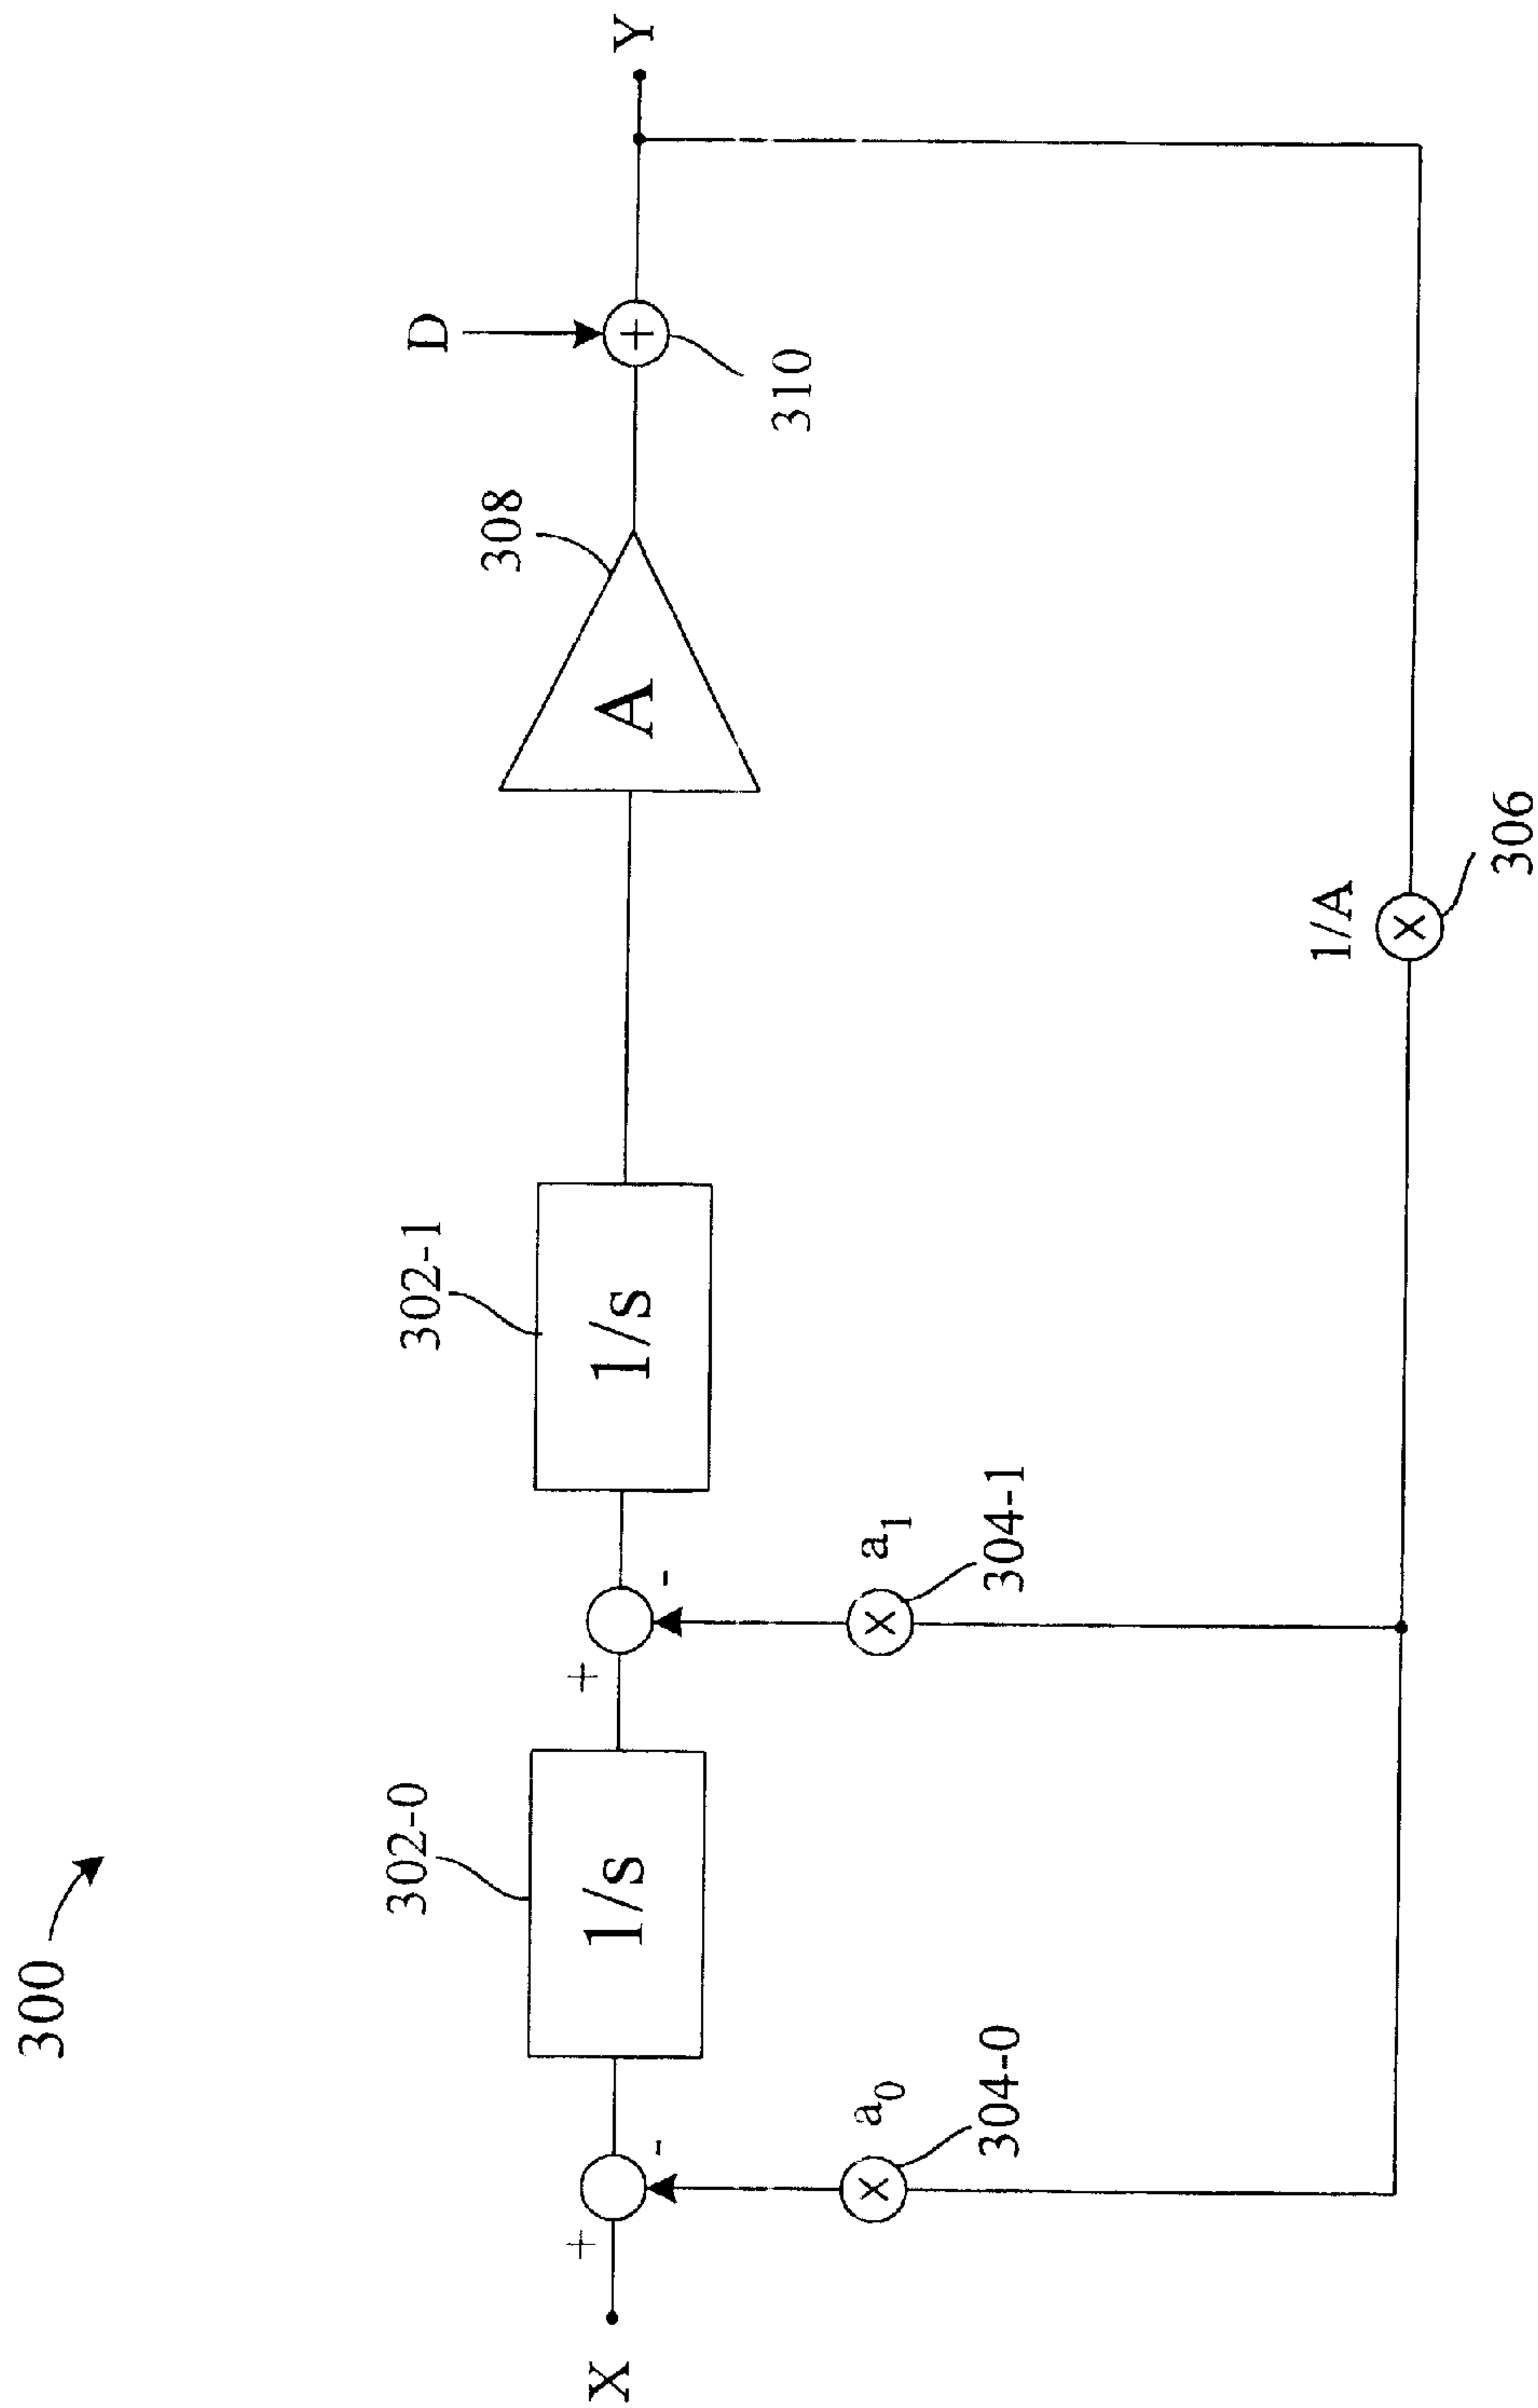 300
X
+
-
a0
304-0
302-0
1/s
+
-
a1
304-1
302-1
1/s
308
A
D
+
310
Y
1/A
x
306
x
x